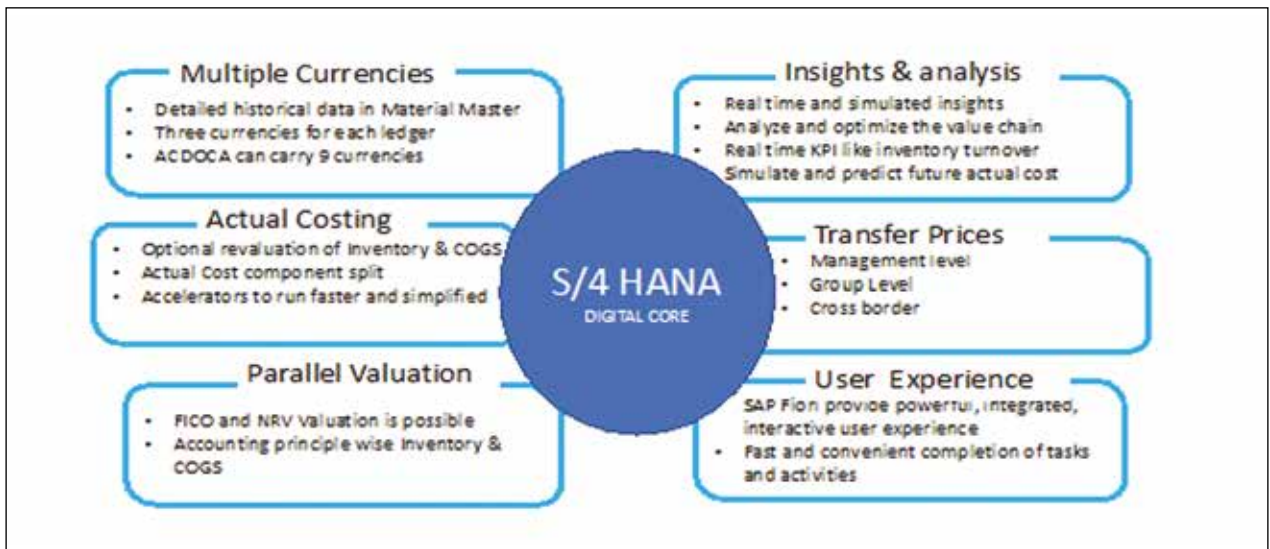 Multiple Currencies
• Detailed historical data in Material Master
• Three currencies for each ledger
• ACDOCA can carry 9 currencies
Actual Costing
• Optional revaluation of Inventory & COGS
• Actual Cost component split
• Accelerators to run faster and simplified
Parallel Valuation
• FICO and NRV Valuation is possible
• Accounting principle wise Inventory &
COGS
S/4 HANA
DIGITAL CORE
Insights & analysis
• Real time and simulated insights
• Analyze and optimize the value chain
• Real time KPI like inventory turnover
Simulate and predict future actual cost
Transfer Prices
• Management level
• Group Level
• Cross border
User Experience
SAP Fiori provide powerful, integrated,
interactive user experience
• Fast and convenient completion of tasks
and activities